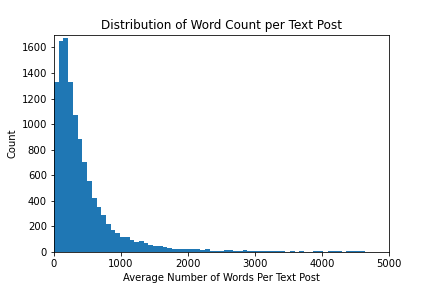 Distribution of Word Count per Text Post
1600
1400
1200
1000
800
600
400
200
0
Count
0 1000 2000 3000 4000 5000
Average Number of Words Per Text Post